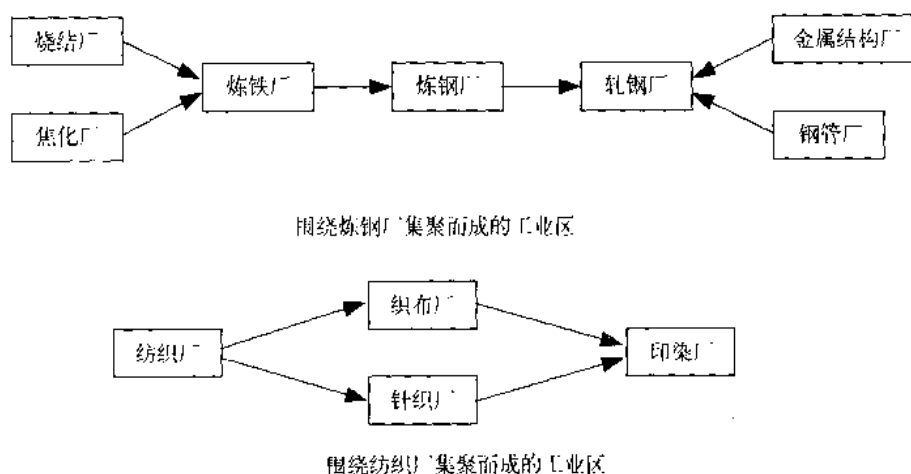 烧结厂
金属结构厂
炼铁厂
炼钢厂
轧钢厂
焦化厂
钢管厂
围绕炼钢厂集聚而成的工业区
织布厂
纺织厂
印染厂
针织厂
围绕纺织厂集聚而成的工业区